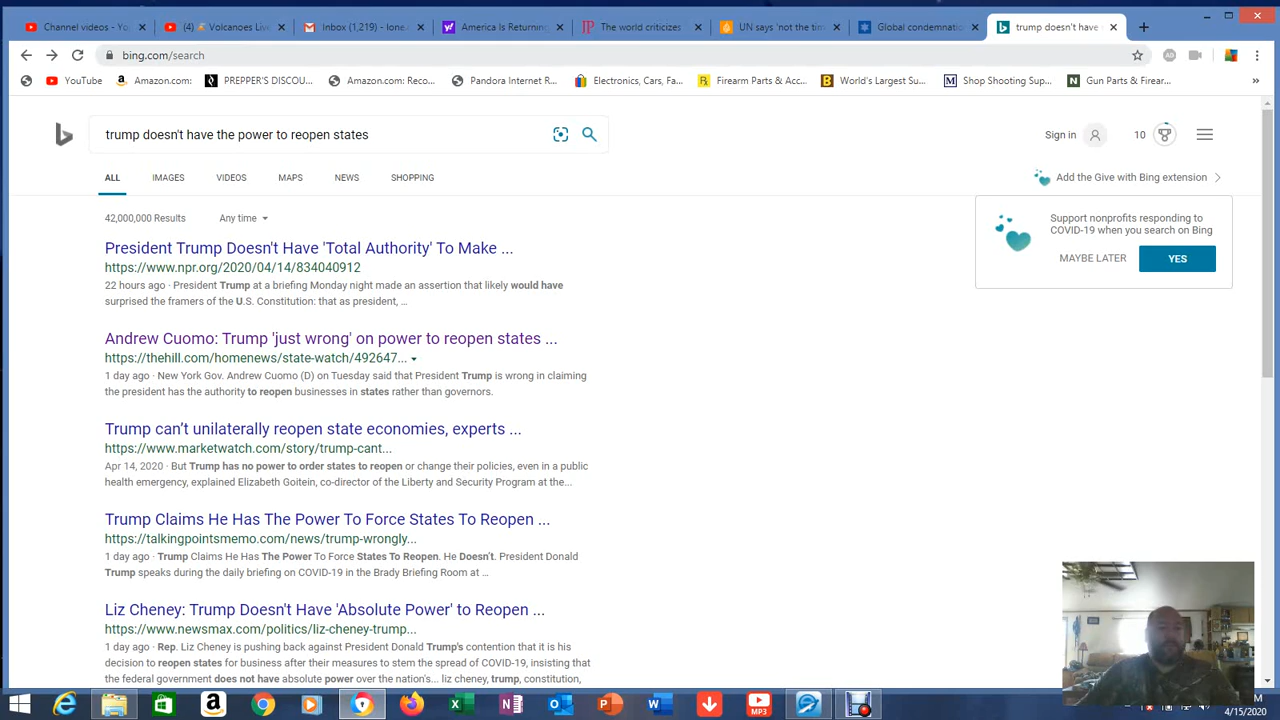 Channel videos - Yo
(4) Volcanoes Live
Inbox (1,219) - lone
America Is Returning
The world criticizes
UN says 'not the tim
Global condemnation
trump doesn't have
bing.com/search
YouTube
Amazon.com:
PREPPER'S DISCOU...
Amazon.com: Reco...
Pandora Internet R...
Electronics, Cars, Fa...
Firearm Parts & Acc...
World's Largest Su...
Shop Shooting Sup...
Gun Parts & Firear...
trump doesn't have the power to reopen states
Sign in
10
ALL
IMAGES
VIDEOS
MAPS
NEWS
SHOPPING
Add the Give with Bing extension
42,000,000 Results
Any time
Support nonprofits responding to
COVID-19 when you search on Bing
MAYBE LATER
YES
President Trump Doesn't Have 'Total Authority' To Make ...
https://www.npr.org/2020/04/14/834040912
22 hours ago · President Trump at a briefing Monday night made an assertion that likely would have
surprised the framers of the U.S. Constitution: that as president, ...
Andrew Cuomo: Trump 'just wrong' on power to reopen states ...
https://thehill.com/homenews/state-watch/492647...
1 day ago · New York Gov. Andrew Cuomo (D) on Tuesday said that President Trump is wrong in claiming
the president has the authority to reopen businesses in states rather than governors.
Trump can't unilaterally reopen state economies, experts ...
https://www.marketwatch.com/story/trump-cant...
Apr 14, 2020 · But Trump has no power to order states to reopen or change their policies, even in a public
health emergency, explained Elizabeth Goitein, co-director of the Liberty and Security Program at the...
Trump Claims He Has The Power To Force States To Reopen ...
https://talkingpointsmemo.com/news/trump-wrongly...
1 day ago · Trump Claims He Has The Power To Force States To Reopen. He Doesn't. President Donald
Trump speaks during the daily briefing on COVID-19 in the Brady Briefing Room at ...
Liz Cheney: Trump Doesn't Have 'Absolute Power' to Reopen ...
https://www.newsmax.com/politics/liz-cheney-trump...
1 day ago · Rep. Liz Cheney is pushing back against President Donald Trump's contention that it is his
decision to reopen states for business after their measures to stem the spread of COVID-19, insisting that
the federal government does not have absolute power over the nation's... liz cheney, trump, constitution,
MP3
4/15/2020